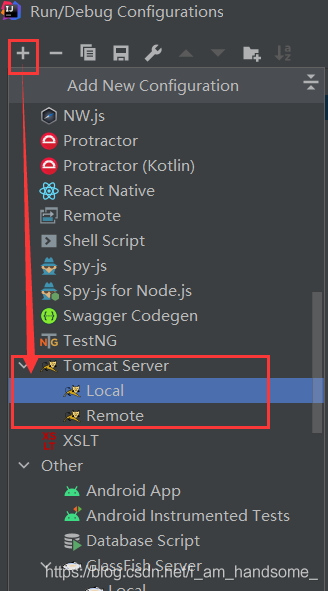 Run/Debug Configurations
Add New Configuration
NW.js
Protractor
Protractor (Kotlin)
React Native
Remote
Shell Script
Spy-js
Spy-js for Node.js
Swagger Codegen
TestNG
Tomcat Server
Local
Remote
XSLT
Other
Android App
Android Instrumented Tests
Database Script
GlassFish Server
https://blog.csdn.net/i_am_handsome_
Local